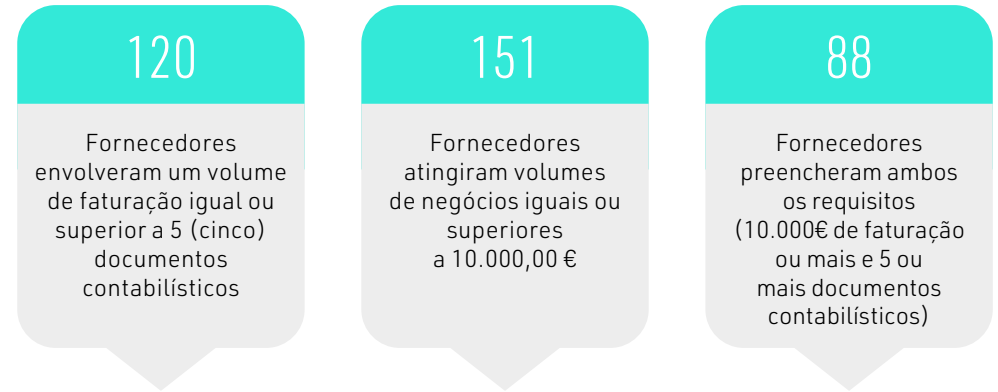 120
Fornecedores
envolveram um volume
de faturação igual ou
superior a 5 (cinco)
documentos
contabilísticos
151
Fornecedores
atingiram volumes
de negócios iguais ou
superiores
a 10.000,00 €
88
Fornecedores
preencheram ambos
os requisitos
(10.000€ de faturação
ou mais e 5 ou
mais documentos
contabilísticos)